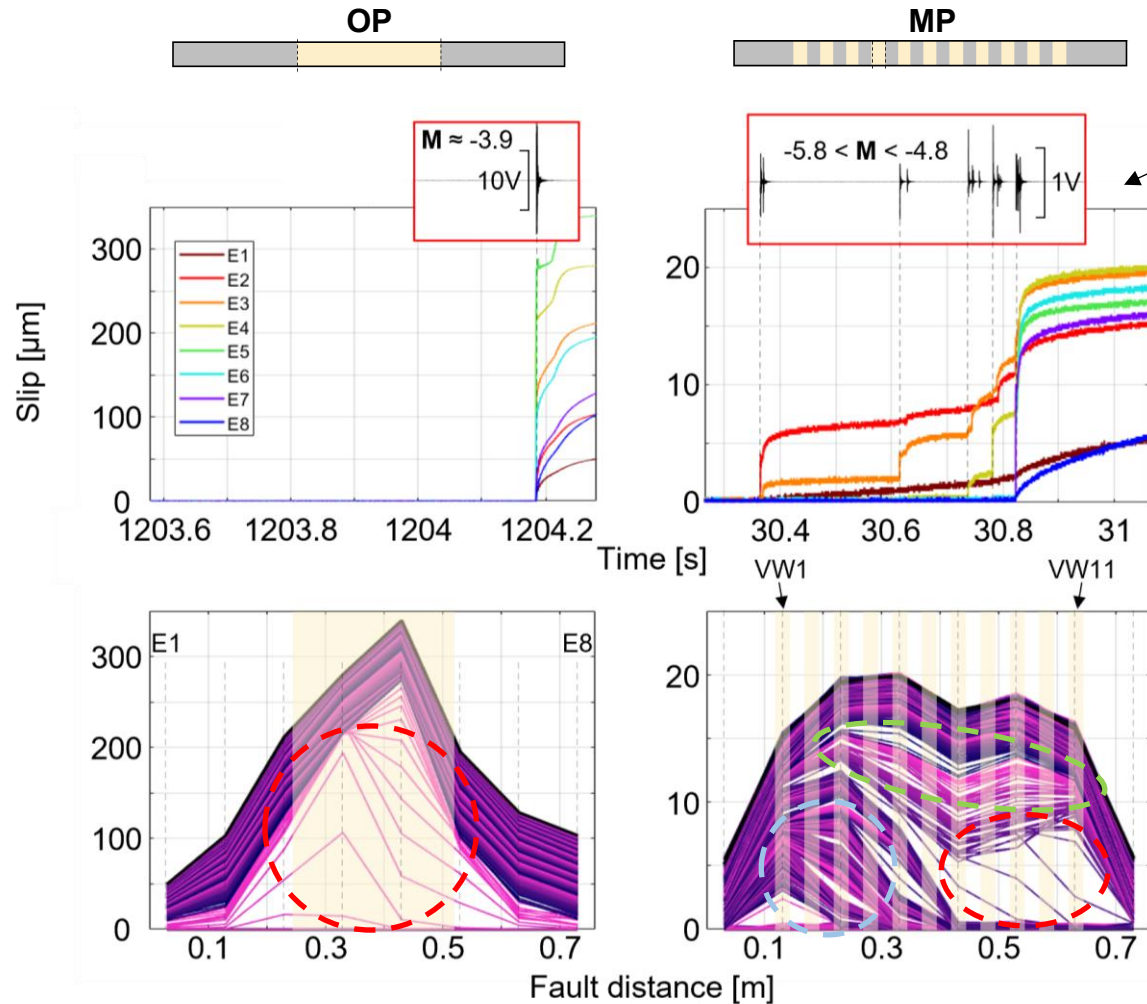 OP
MP
M ≈ -3.9
10V
-5.8 < M < -4.8
1V
Slip [µm]
300
200
100
0
E1
E2
E3
E4
E5
E6
E7
E8
20
10
0
1203.6
1203.8
1204
1204.2
30.4
30.6
30.8
31
Time [s]
VW1
VW11
E1
E8
300
200
100
0
20
10
0
0.1
0.3
0.5
0.7
0.1
0.3
0.5
0.7
Fault distance [m]